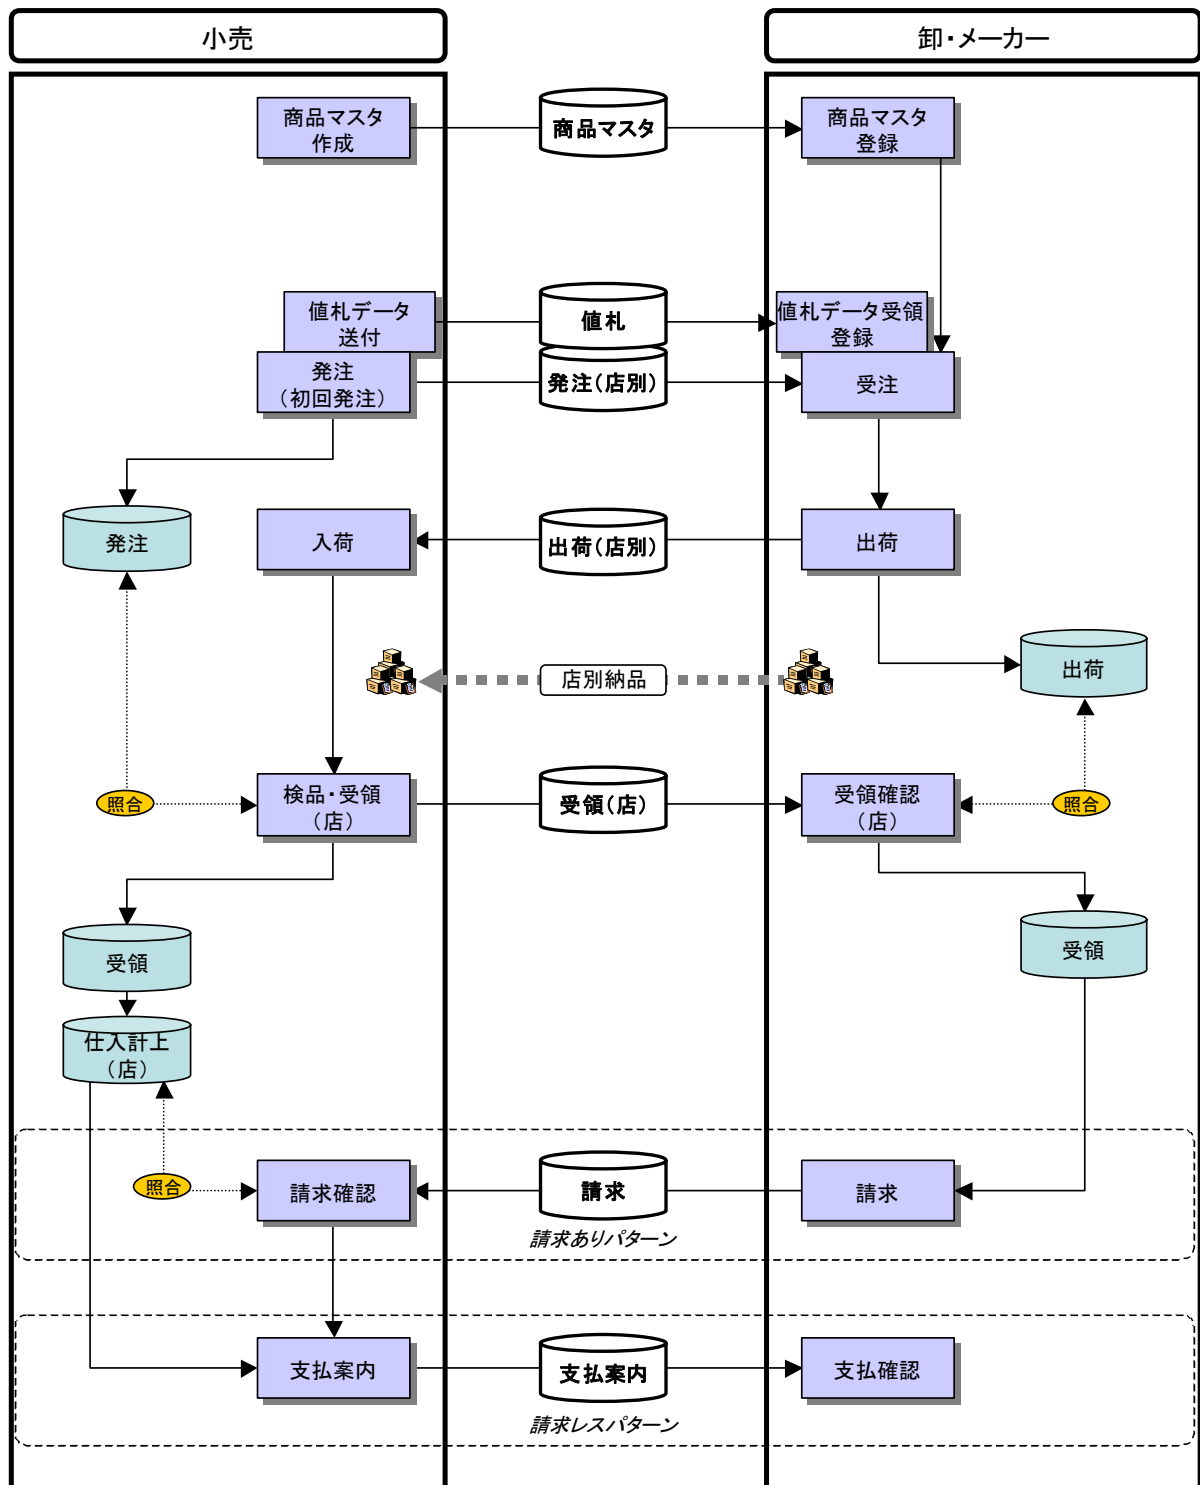 小売
卸・メーカー
商品マスタ
作成
商品マスタ
商品マスタ
登録
値札データ
送付
値札
値札データ受領
登録
発注
（初回発注）
発注（店別）
受注
発注
入荷
出荷（店別）
出荷
店別納品
出荷
照合
検品・受領
（店）
受領（店）
受領確認
（店）
照合
受領
受領
仕入計上
（店）
照合
請求確認
請求
請求
請求ありパターン
支払案内
支払案内
支払確認
請求レスパターン